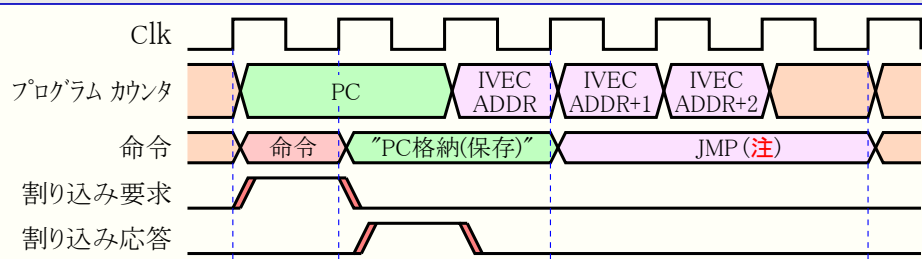 Clk
プログラム カウンタ
PC
IVEC
ADDR
IVEC
ADDR+1
IVEC
ADDR+2
命令
命令
"PC格納(保存)"
JMP (注)
割り込み要求
割り込み応答